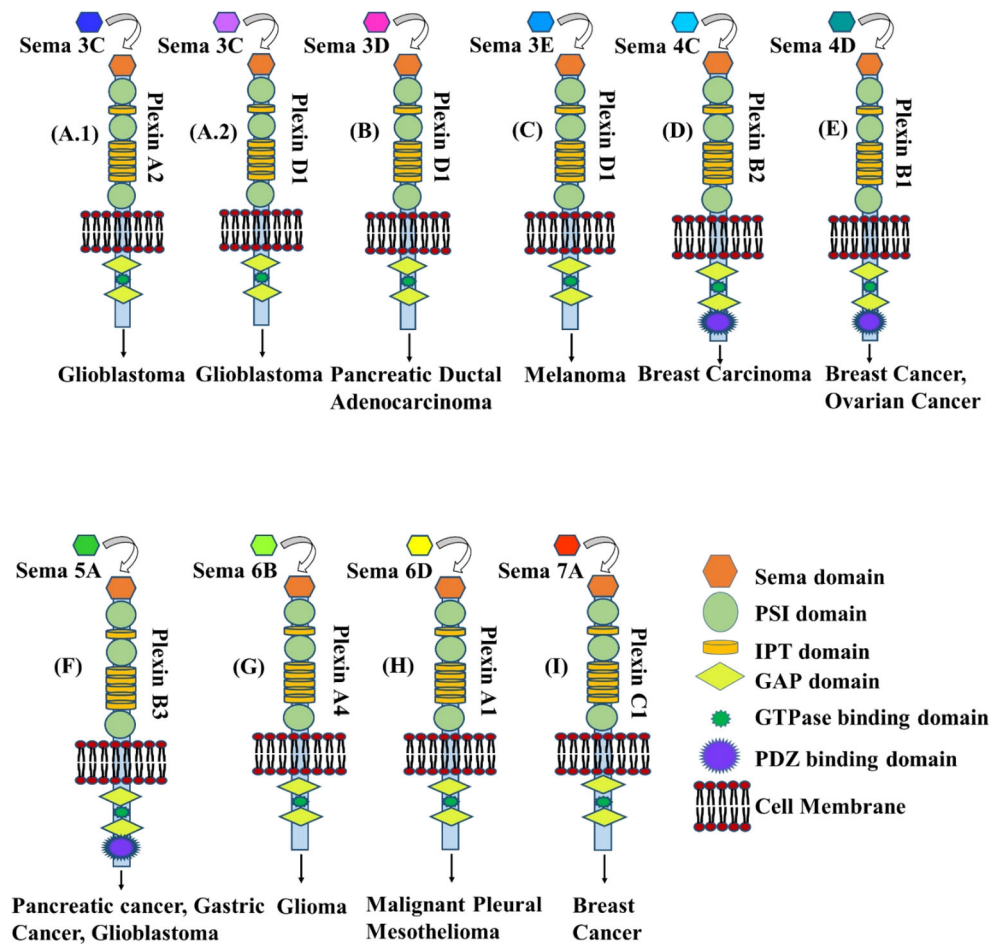 Sema 3C
Sema 3C
Sema 3D
Sema 3E
Sema 4C
Sema 4D
(A.1)
Plexin A2
(A.2)
Plexin D1
(B)
Plexin D1
(C)
Plexin D1
(D)
Plexin B2
(E)
Plexin B1
Glioblastoma
Glioblastoma
Pancreatic Ductal
Adenocarcinoma
Melanoma
Breast Carcinoma
Breast Cancer,
Ovarian Cancer
Sema 5A
Sema 6B
Sema 6D
Sema 7A
(F)
Plexin B3
(G)
Plexin A4
(H)
Plexin A1
(I)
Plexin C1
Pancreatic cancer, Gastric
Cancer, Glioblastoma
Glioma
Malignant Pleural
Mesothelioma
Breast
Cancer
Sema domain
PSI domain
IPT domain
GAP domain
GTPase binding domain
PDZ binding domain
Cell Membrane